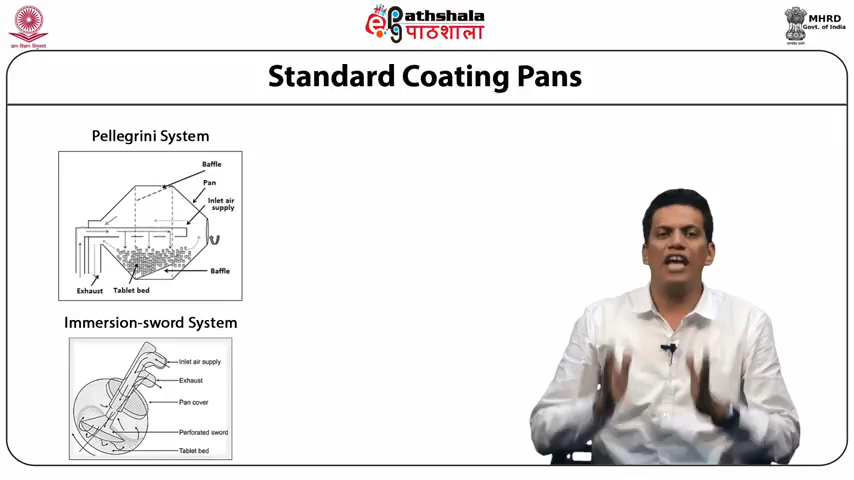 Pathshala
पाठशाला
MHRD
Govt. of India
Standard Coating Pans
Pellegrini System
Baffle
Pan
Inlet air
supply
Baffle
Exhaust
Tablet bed
Immersion-sword System
Inlet air supply
Exhaust
Pan cover
Perforated sword
Tablet bed